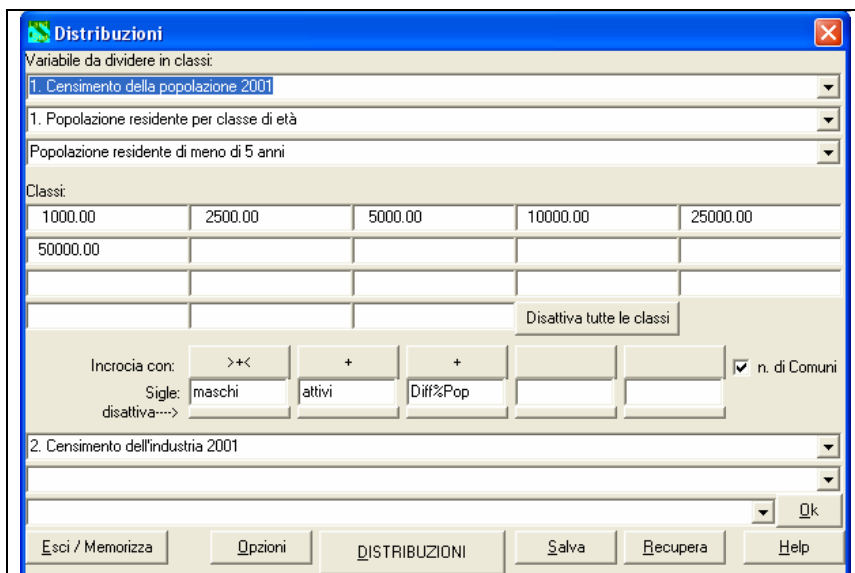 Distribuzioni
Variabile da dividere in classi:
1. Censimento della popolazione 2001
1. Popolazione residente per classe di età
Popolazione residente di meno di 5 anni
Classi:
1000.00 2500.00 5000.00 10000.00 25000.00
50000.00
Disattiva tutte le classi
Incrocia con: >+< + + n. di Comuni
Sigle: maschi attivi Diff%Pop
disattiva---->
2. Censimento dell'industria 2001
Ok
Esci / Memorizza Opzioni DISTRIBUZIONI Salva Recupera Help